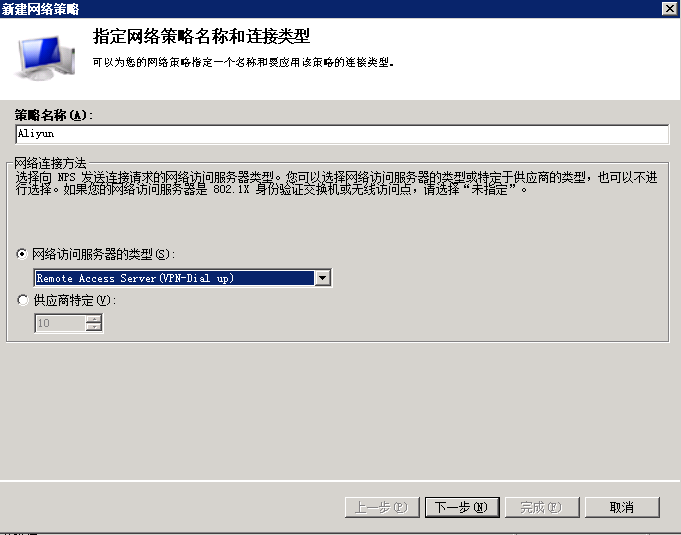 新建网络策略
指定网络策略名称和连接类型
可以为您的网络策略指定一个名称和要应用该策略的连接类型。
策略名称(A):
Aliyun
网络连接方法
选择向 NPS 发送连接请求的网络访问服务器类型。您可以选择网络访问服务器的类型或特定于供应商的类型，也可以不进
行选择。如果您的网络访问服务器是 802.1X 身份验证交换机或无线访问点，请选择“未指定”。
网络访问服务器的类型(S):
Remote Access Server(VPN-Dial up)
供应商特定(V):
10
上一步(P) 下一步(N) 完成(F) 取消